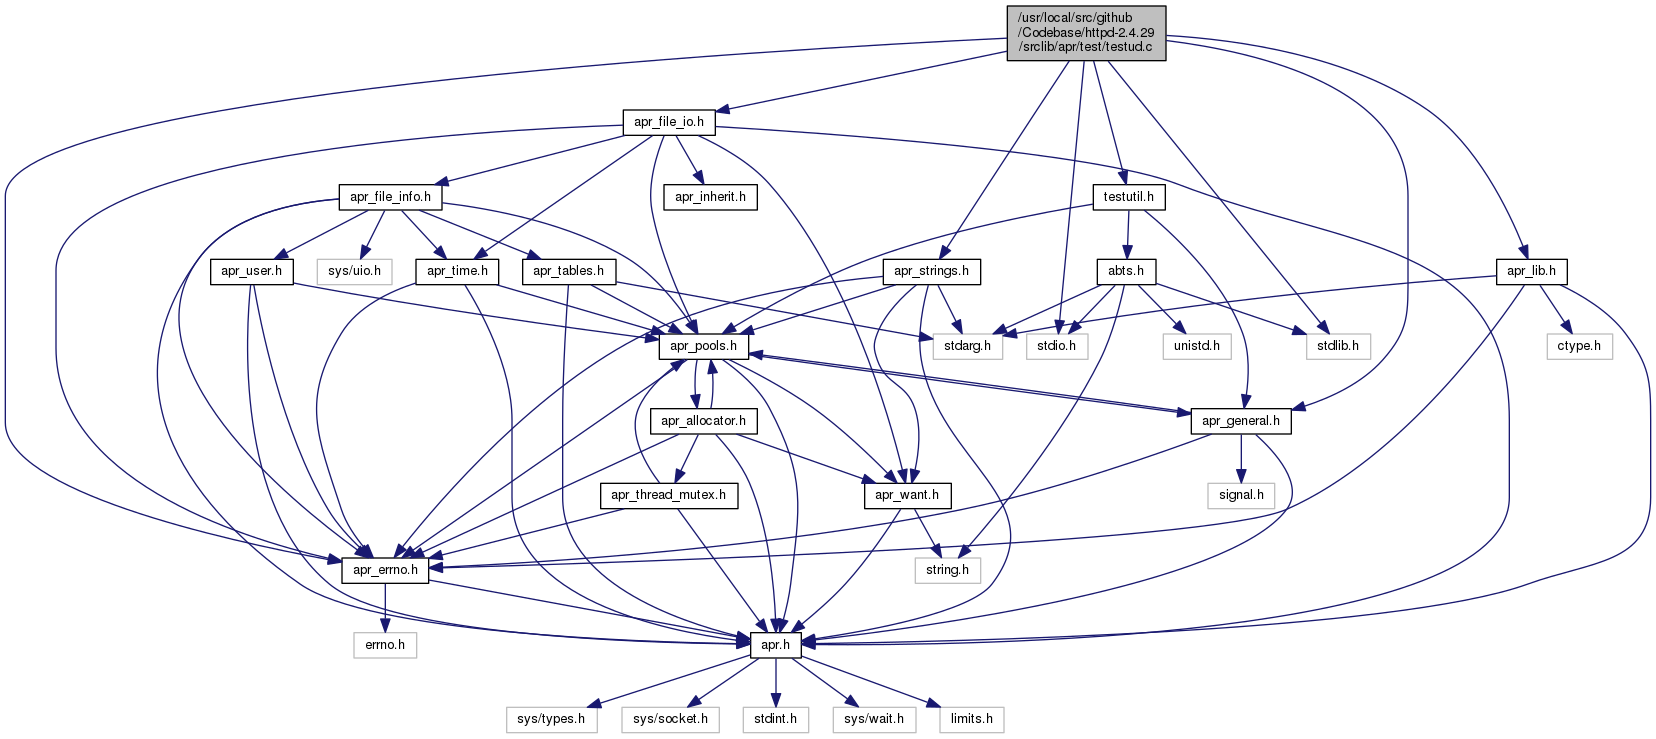 /usr/local/src/github
/Codebase/httpd-2.4.29
/srclib/apr/test/testud.c
apr_file_io.h
apr_file_info.h
apr_inherit.h
testutil.h
apr_user.h
sys/uio.h
apr_time.h
apr_tables.h
apr_strings.h
abts.h
apr_lib.h
apr_pools.h
stdarg.h
stdio.h
unistd.h
stdlib.h
ctype.h
apr_allocator.h
apr_general.h
apr_thread_mutex.h
apr_want.h
signal.h
apr_errno.h
string.h
errno.h
apr.h
sys/types.h
sys/socket.h
stdint.h
sys/wait.h
limits.h